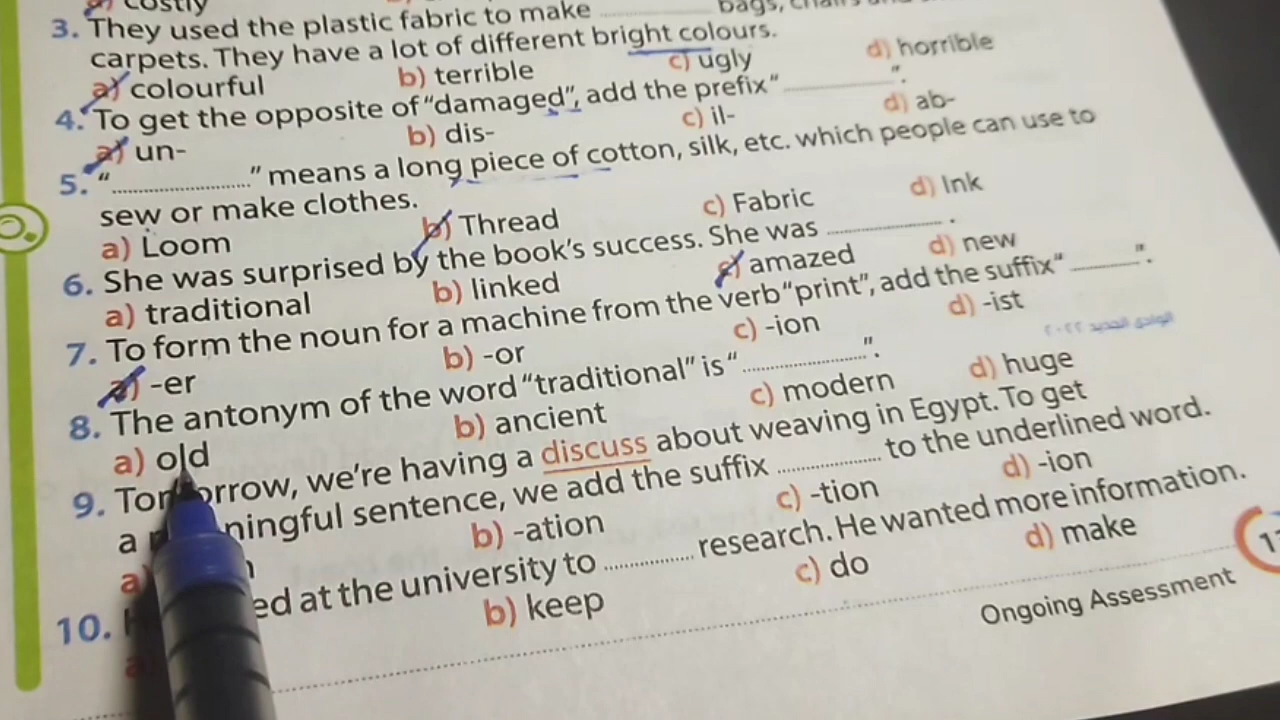 costly
3. They used the plastic fabric to make ............ bags, chairs
carpets. They have a lot of different bright colours.
a) colourful b) terrible c) ugly d) horrible
4. To get the opposite of "damaged", add the prefix" ............ ".
a) un- b) dis- c) il- d) ab-
5. "............" means a long piece of cotton, silk, etc. which people can use to
sew or make clothes.
a) Loom b) Thread c) Fabric d) Ink
6. She was surprised by the book's success. She was ............ .
a) traditional b) linked c) amazed d) new
7. To form the noun for a machine from the verb "print", add the suffix" ............ ".
a) -er b) -or c) -ion d) -ist
8. The antonym of the word "traditional" is " ............ ".
a) old b) ancient c) modern d) huge
9. Tomorrow, we're having a discuss about weaving in Egypt. To get
a meaningful sentence, we add the suffix ............ to the underlined word.
a) b) -ation c) -tion d) -ion
10. at the university to ............ research. He wanted more information.
b) keep c) do d) make
Ongoing Assessment